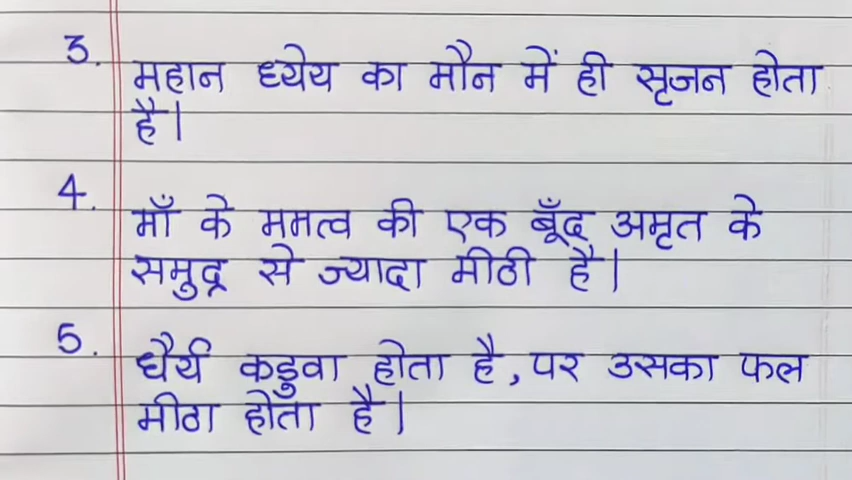 3. महान ध्येय का मौन में ही सृजन होता
है।
4. माँ के ममत्व की एक बूँद अमृत के
समुद्र से ज्यादा मीठी है।
5. धैर्य कडुवा होता है, पर उसका फल
मीठा होता है।